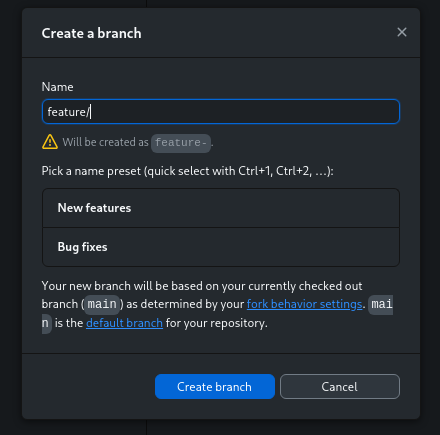 Create a branch
Name
feature/
Will be created as feature-.
Pick a name preset (quick select with Ctrl+1, Ctrl+2, …):
New features
Bug fixes
Your new branch will be based on your currently checked out
branch (main) as determined by your fork behavior settings. mai
n is the default branch for your repository.
Create branch
Cancel